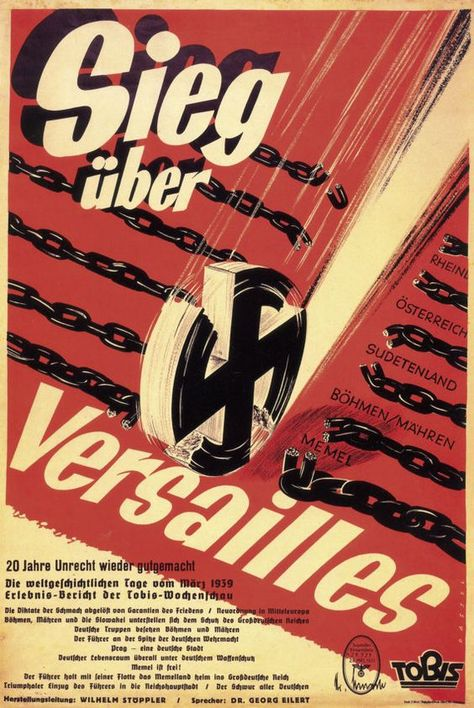 Sieg
über
Versailles
RHEINL
ÖSTERREICH
SUDETENLAND
BÖHMEN/MÄHREN
MEMEL
20 Jahre Unrecht wieder gutgemacht
Die weltgeschichtlichen Tage vom März 1939
Erlebnis-Bericht der Tobis-Wochenschau
Die Diktate der Schmach abgelöst von Garantien des Friedens / Neuordnung in Mitteleuropa
Böhmen, Mähren und die Slowakei unterstellen sich dem Schutz des Großdeutschen Reiches
Deutsche Truppen besetzen Böhmen und Mähren
Der Führer an der Spitze der deutschen Wehrmacht
Prag – eine deutsche Stadt
Deutscher Lebensraum überall unter deutschem Waffenschutz
Memel ist frei!
Der Führer holt mit seiner Flotte das Memelland heim ins Großdeutsche Reich
Triumphaler Einzug des Führers in die Reichshauptstadt / Der Schwur aller Deutschen
Herstellungsleitung: WILHELM STÖPPLER / Sprecher: DR. GEORG EILERT
TOBIS